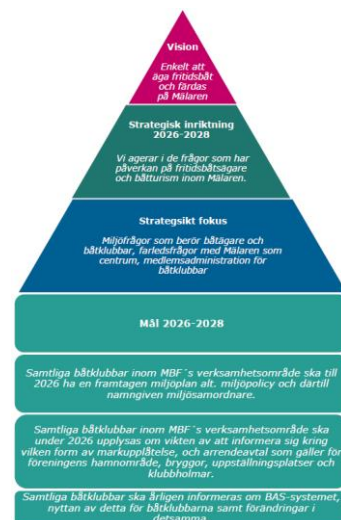 Vision
Enkelt att
äga fritidsbåt
och färdas
på Mälaren
Strategisk inriktning
2026-2028
Vi agerar i de frågor som har
påverkan på fritidsbåtsägare
och båtturism inom Mälaren.
Strategsikt fokus
Miljöfrågor som berör båtägare
och båtklubbar, farledsfrågor med Mälaren som
centrum, medlemsadministration för
båtklubbar
Mål 2026-2028
Samtliga båtklubbar inom MBF´s verksamhetsområde ska till
2026 ha en framtagen miljöplan alt. miljöpolicy och därtill
namngiven miljösamordnare.
Samtliga båtklubbar inom MBF´s verksamhetsområde ska
under 2026 upplysas om vikten av att informera sig kring
vilken form av markupplåtelse, och arrendeavtal som gäller för
föreningens hamnområde, bryggor, uppställningsplatser och
klubbholmar.
Samtliga båtklubbar ska årligen informeras om BAS-systemet,
nyttan av detta för båtklubbarna samt förändringar i
detsamma